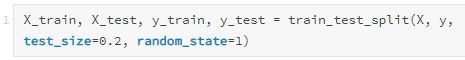 1 X_train, X_test, y_train, y_test = train_test_split(X, y,
test_size=0.2, random_state=1)